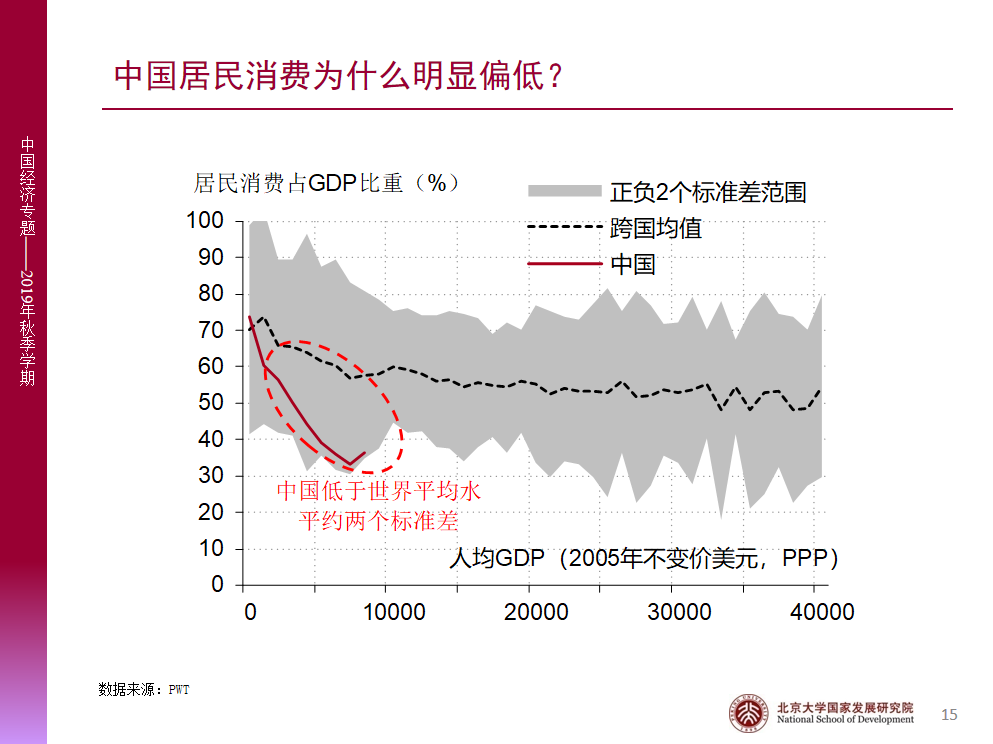 中国居民消费为什么明显偏低？
中国经济专题——2019年秋季学期
居民消费占GDP比重（%）
正负2个标准差范围
跨国均值
中国
100
90
80
70
60
50
40
30
20
10
0
中国低于世界平均水
平约两个标准差
人均GDP（2005年不变价美元，PPP）
0 10000 20000 30000 40000
数据来源：PWT
北京大学国家发展研究院
National School of Development
15